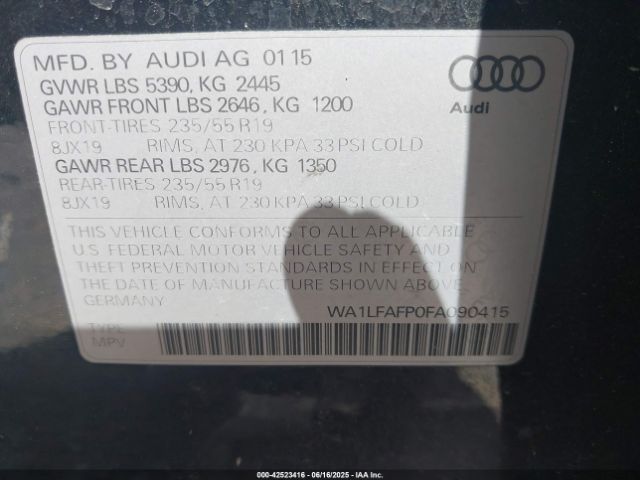 MFD. BY AUDI AG 01 15
GVWR LBS 5390, KG 2445
GAWR FRONT LBS 2646, KG 1200
FRONT-TIRES 235/55 R19
8JX19 RIMS, AT 230 KPA 33 PSI COLD
GAWR REAR LBS 2976, KG 1350
REAR-TIRES 235/55 R19
8JX19 RIMS, AT 230 KPA 33 PSI COLD
Audi
THIS VEHICLE CONFORMS TO ALL APPLICABLE
U.S. FEDERAL MOTOR VEHICLE SAFETY AND
THEFT PREVENTION STANDARDS IN EFFECT ON
THE DATE OF MANUFACTURE SHOWN ABOVE.
GERMANY
WA1LFAFP0FA090415
TYPE:
MPV
000-42523416 - 06/16/2025 - IAA Inc.